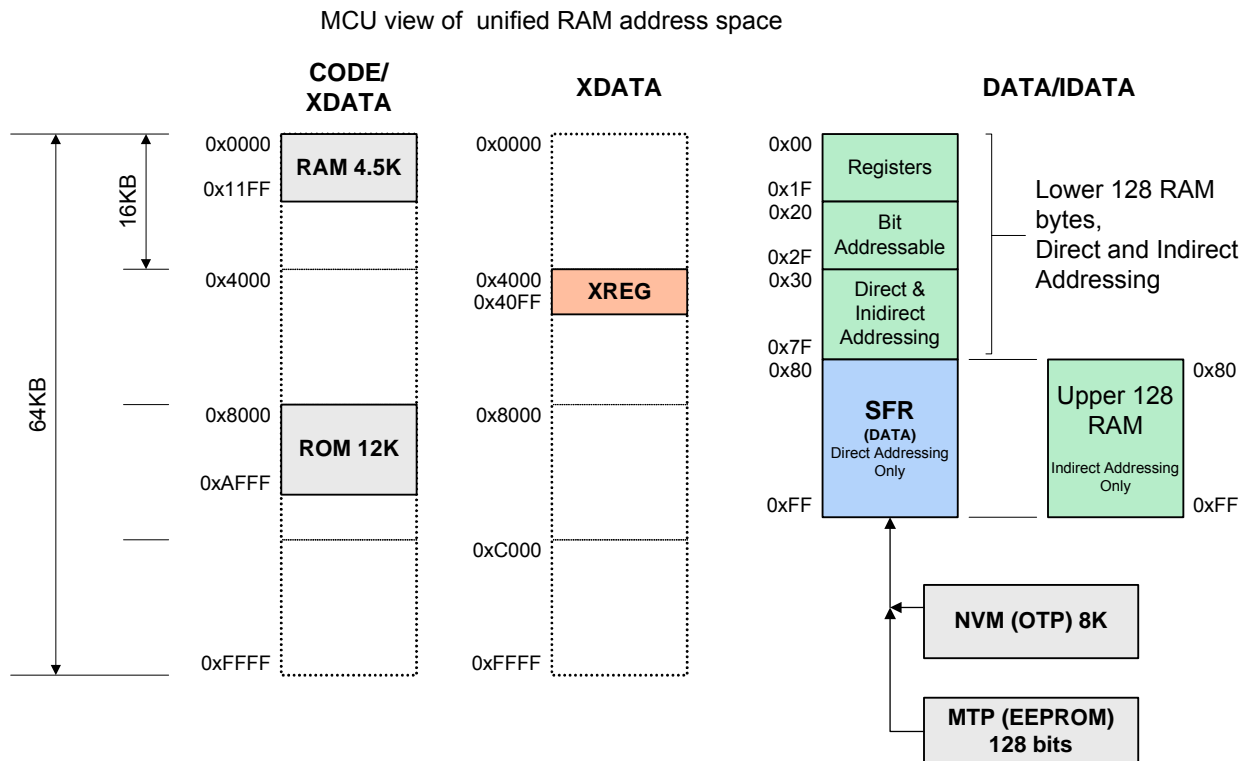 MCU view of  unified RAM address space
CODE/
XDATA
XDATA
DATA/IDATA
64KB
16KB
0x0000
RAM 4.5K
0x11FF
0x4000
0x8000
ROM 12K
0xAFFF
0xFFFF
0x0000
0x4000
XREG
0x40FF
0x8000
0xC000
0xFFFF
0x00
Registers
0x1F
0x20
Bit
Addressable
0x2F
0x30
Direct &
Inidirect
Addressing
0x7F
0x80
SFR
(DATA)
Direct Addressing
Only
0xFF
Lower 128 RAM
bytes,
Direct and Indirect
Addressing
0x80
Upper 128
RAM
Indirect Addressing
Only
0xFF
NVM (OTP) 8K
MTP (EEPROM)
128 bits